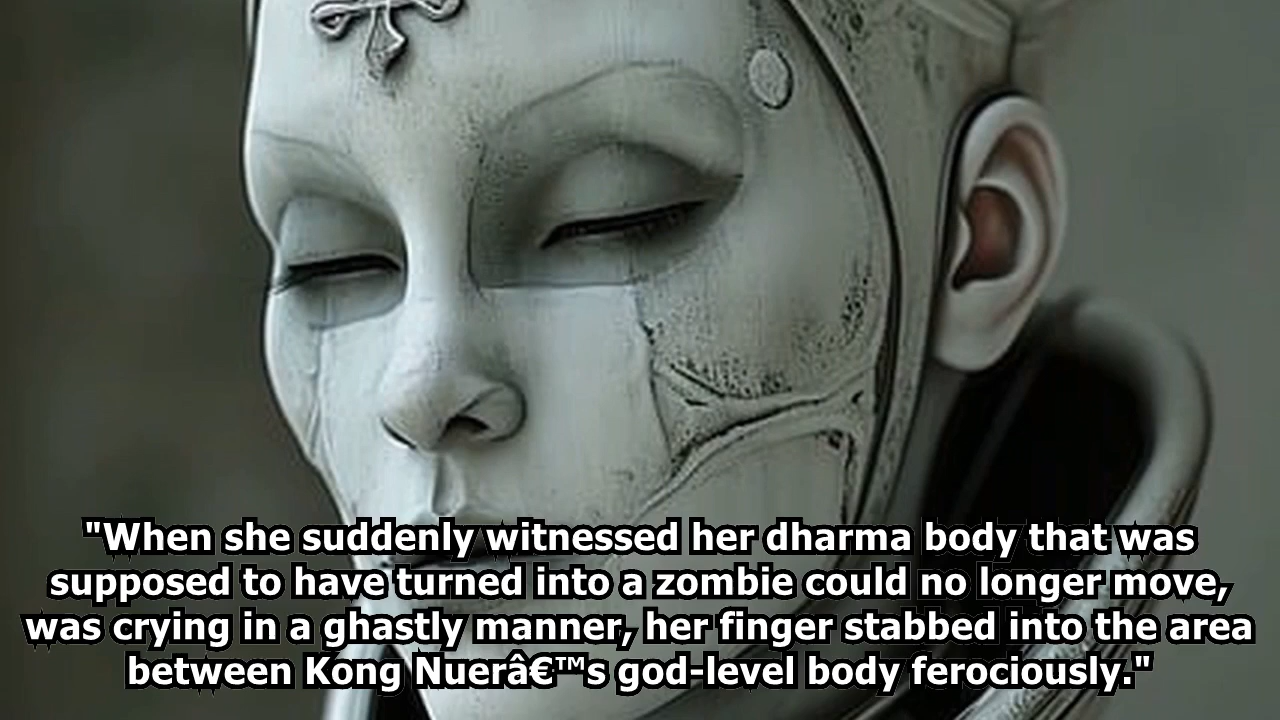 "When she suddenly witnessed her dharma body that was
supposed to have turned into a zombie could no longer move,
was crying in a ghastly manner, her finger stabbed into the area
between Kong Nuerâ€™s god-level body ferociously."